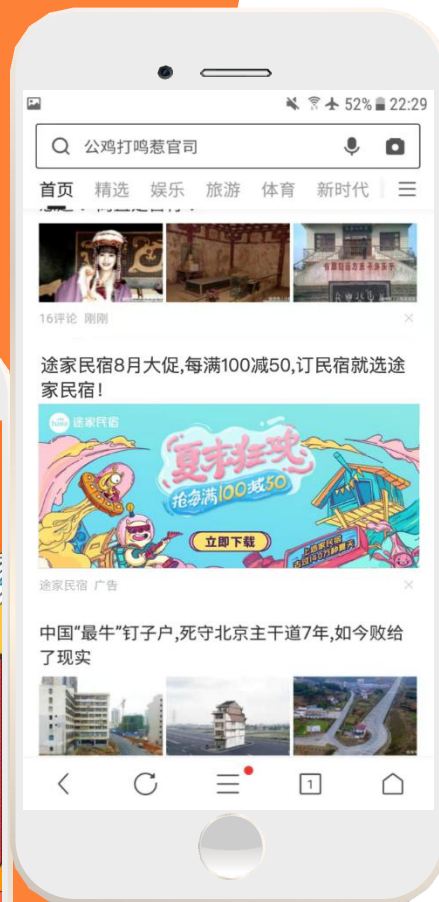 52% 22:29
公鸡打鸣惹官司
首页 精选 娱乐 旅游 体育 新时代
16评论 刚刚
途家民宿8月大促,每满100减50,订民宿就选途
家民宿!
途家民宿
夏末狂欢
抢每满100减50
立即下载
上途家民宿
途家民宿 广告
中国“最牛”钉子户,死守北京主干道7年,如今败给
了现实
1